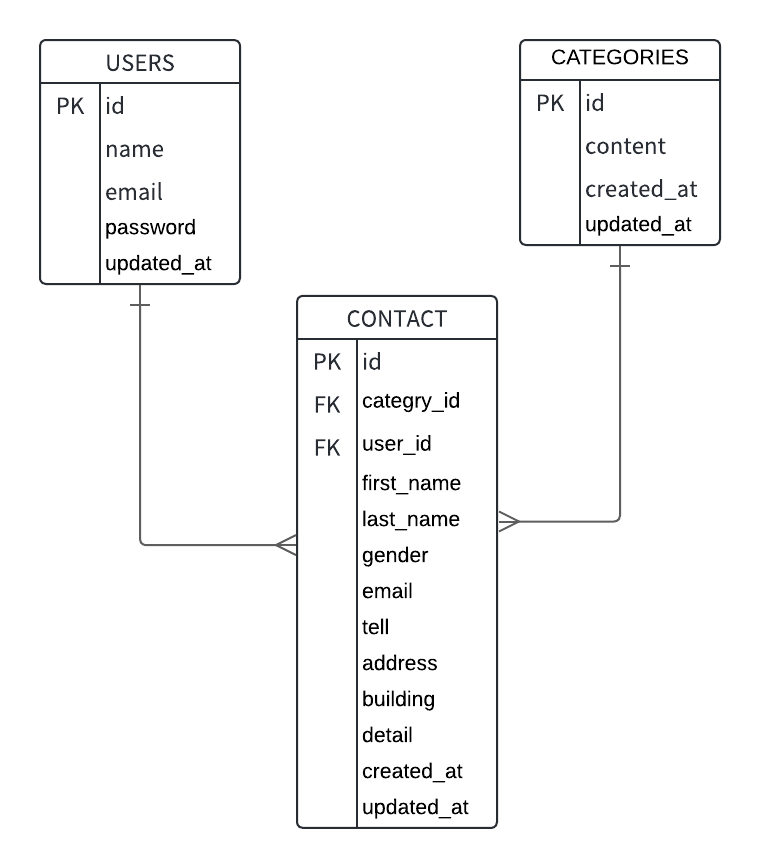 USERS
PK id
name
email
password
updated_at
CATEGORIES
PK id
content
created_at
updated_at
CONTACT
PK id
FK categry_id
FK user_id
first_name
last_name
gender
email
tell
address
building
detail
created_at
updated_at